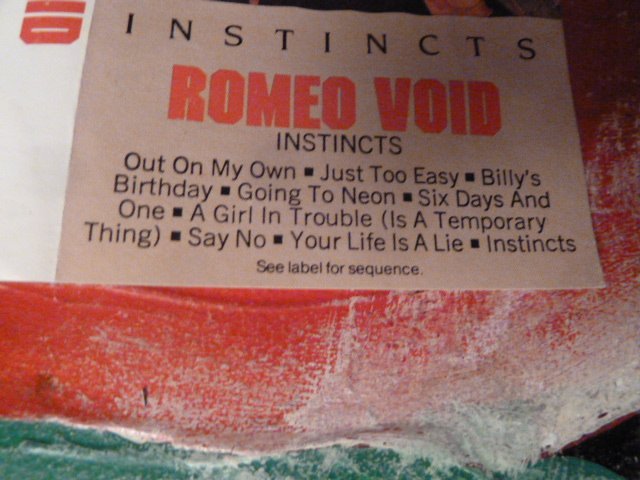 INSTINCTS
ROMEO VOID
INSTINCTS
Out On My Own ▪ Just Too Easy ▪ Billy's
Birthday ▪ Going To Neon ▪ Six Days And
One ▪ A Girl In Trouble (Is A Temporary
Thing) ▪ Say No ▪ Your Life Is A Lie ▪ Instincts
See label for sequence.